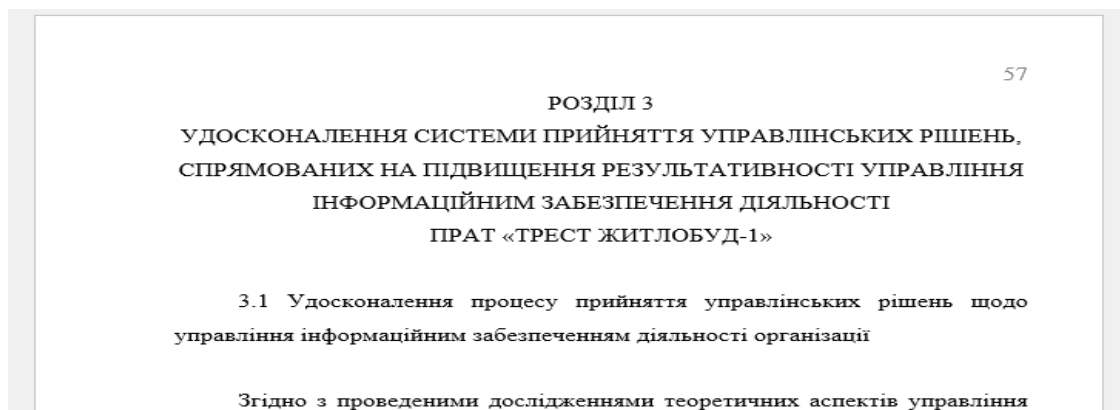 57
РОЗДІЛ 3
УДОСКОНАЛЕННЯ СИСТЕМИ ПРИЙНЯТТЯ УПРАВЛІНСЬКИХ РІШЕНЬ,
СПРЯМОВАНИХ НА ПІДВИЩЕННЯ РЕЗУЛЬТАТИВНОСТІ УПРАВЛІННЯ
ІНФОРМАЦІЙНИМ ЗАБЕЗПЕЧЕННЯ ДІЯЛЬНОСТІ
ПРАТ «ТРЕСТ ЖИТЛОБУД-1»
3.1 Удосконалення процесу прийняття управлінських рішень щодо
управління інформаційним забезпеченням діяльності організації
Згідно з проведеними дослідженнями теоретичних аспектів управління